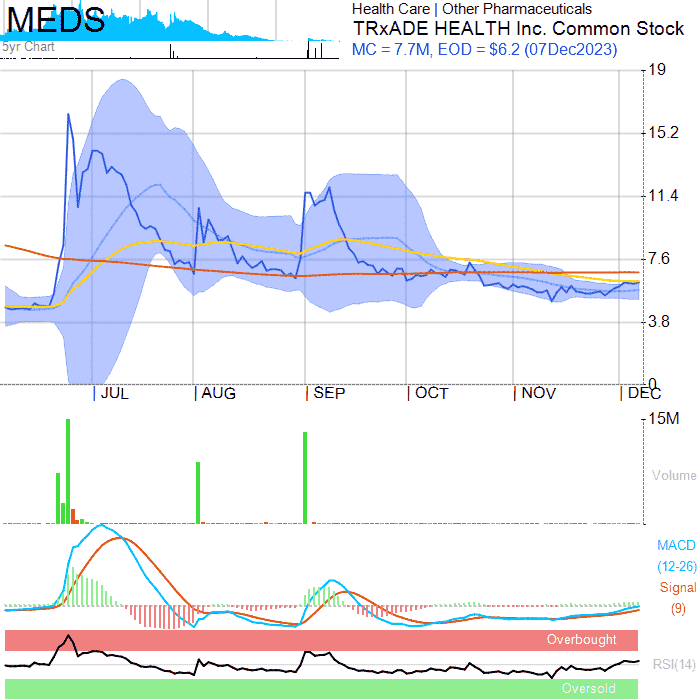 MEDS
5yr Chart
Health Care | Other Pharmaceuticals
TRxADE HEALTH Inc. Common Stock
MC = 7.7M, EOD = $6.2 (07Dec2023)
19
15.2
11.4
7.6
3.8
0
JUL AUG SEP OCT NOV DEC
15M
Volume
MACD
(12-26)
Signal
(9)
Overbought
RSI(14)
Oversold